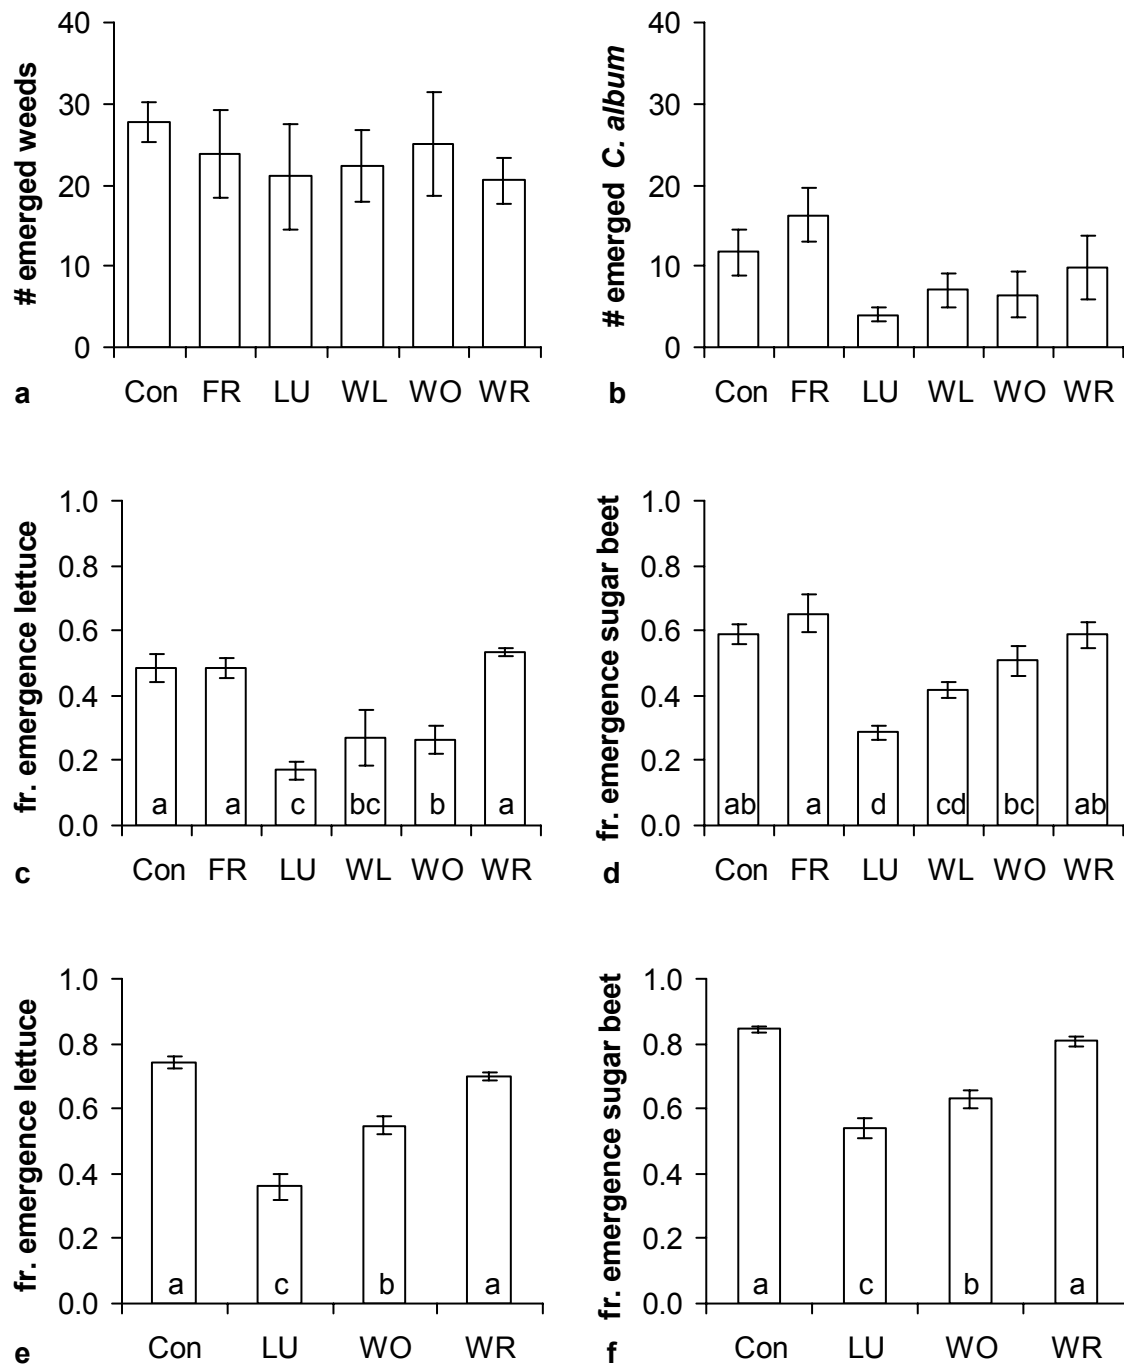 # emerged weeds
40
30
20
10
0
Con FR LU WL WO WR
a
# emerged C. album
40
30
20
10
0
Con FR LU WL WO WR
b
fr. emergence lettuce
1.0
0.8
0.6
0.4
0.2
0.0
a a c bc b a
Con FR LU WL WO WR
c
fr. emergence sugar beet
1.0
0.8
0.6
0.4
0.2
0.0
ab a d cd bc ab
Con FR LU WL WO WR
d
fr. emergence lettuce
1.0
0.8
0.6
0.4
0.2
0.0
a c b a
Con LU WO WR
e
fr. emergence sugar beet
1.0
0.8
0.6
0.4
0.2
0.0
a c b a
Con LU WO WR
f